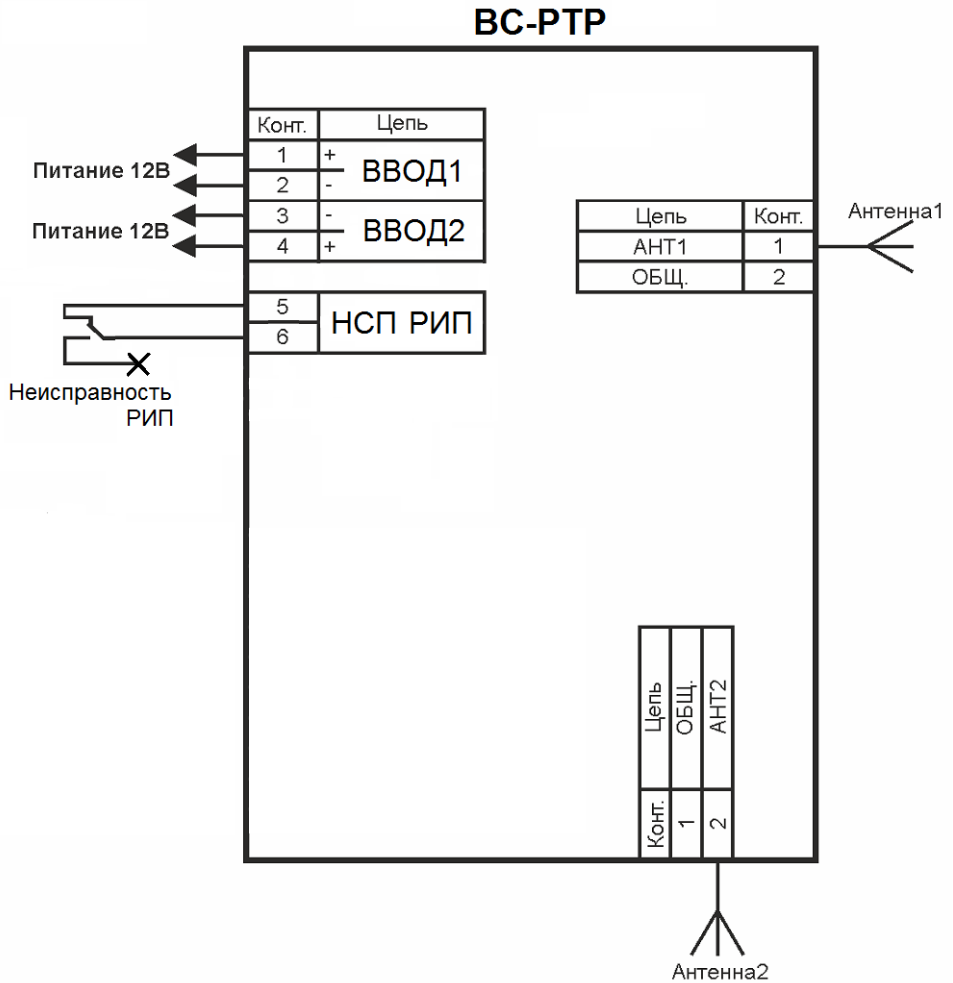 ВС-РТР
Конт. Цепь
1 + ВВОД1
2 -
3 - ВВОД2
4 +
Питание 12В
Питание 12В
5 НСП РИП
6
Неисправность
РИП
Цепь Конт.
АНТ1 1
ОБЩ. 2
Антенна1
Цепь ОБЩ. АНТ2
Конт. 1 2
Антенна2